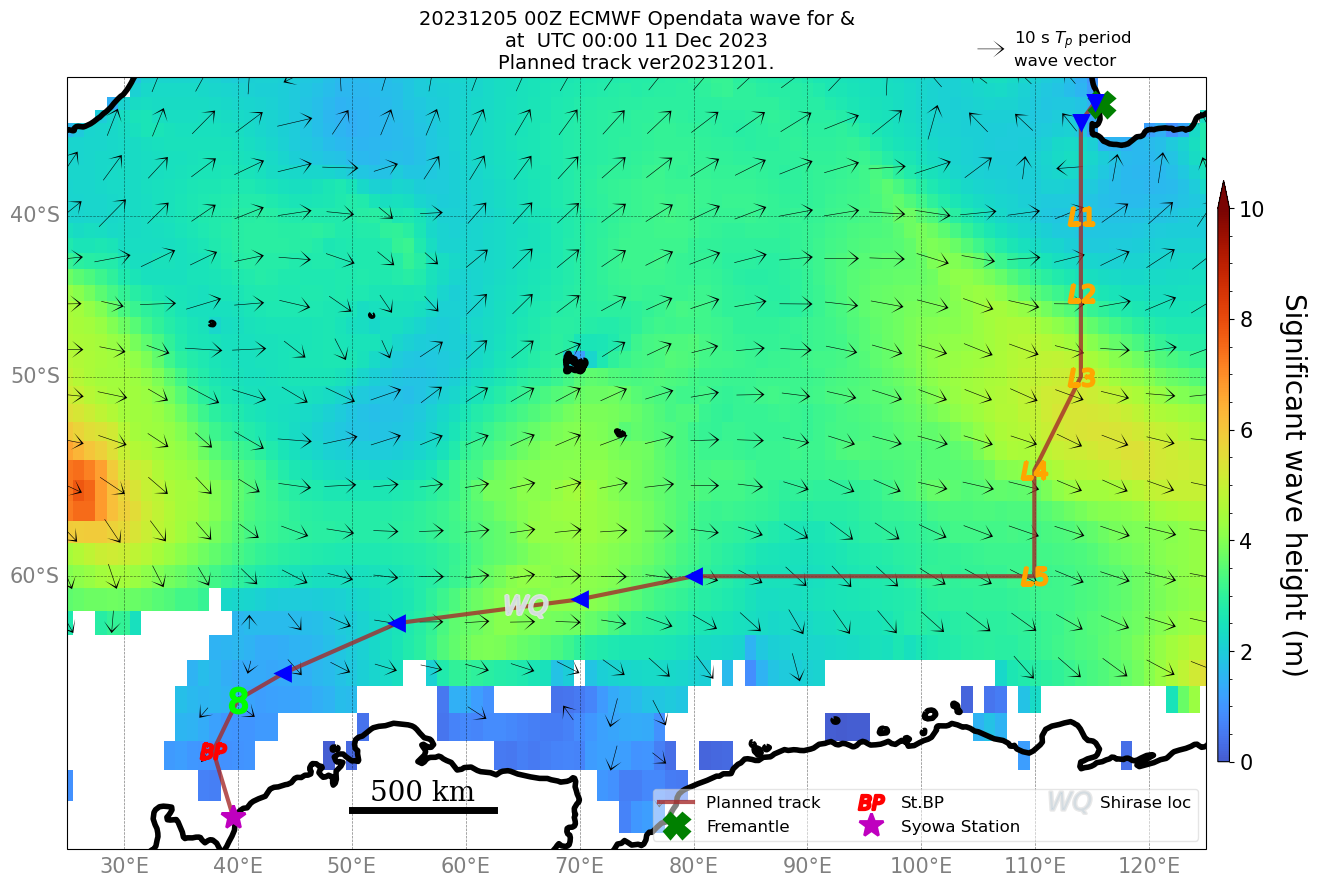 20231205 00Z ECMWF Opendata wave for &
at  UTC 00:00 11 Dec 2023
Planned track ver20231201.
10 s Tp period
wave vector
40°S
50°S
60°S
L1
L2
L3
L4
L5
WQ
8
BP
500 km
Planned track
Fremantle
BP St.BP
Syowa Station
WQ Shirase loc
30°E 40°E 50°E 60°E 70°E 80°E 90°E 100°E 110°E 120°E
10
8
6
4
2
0
Significant wave height (m)